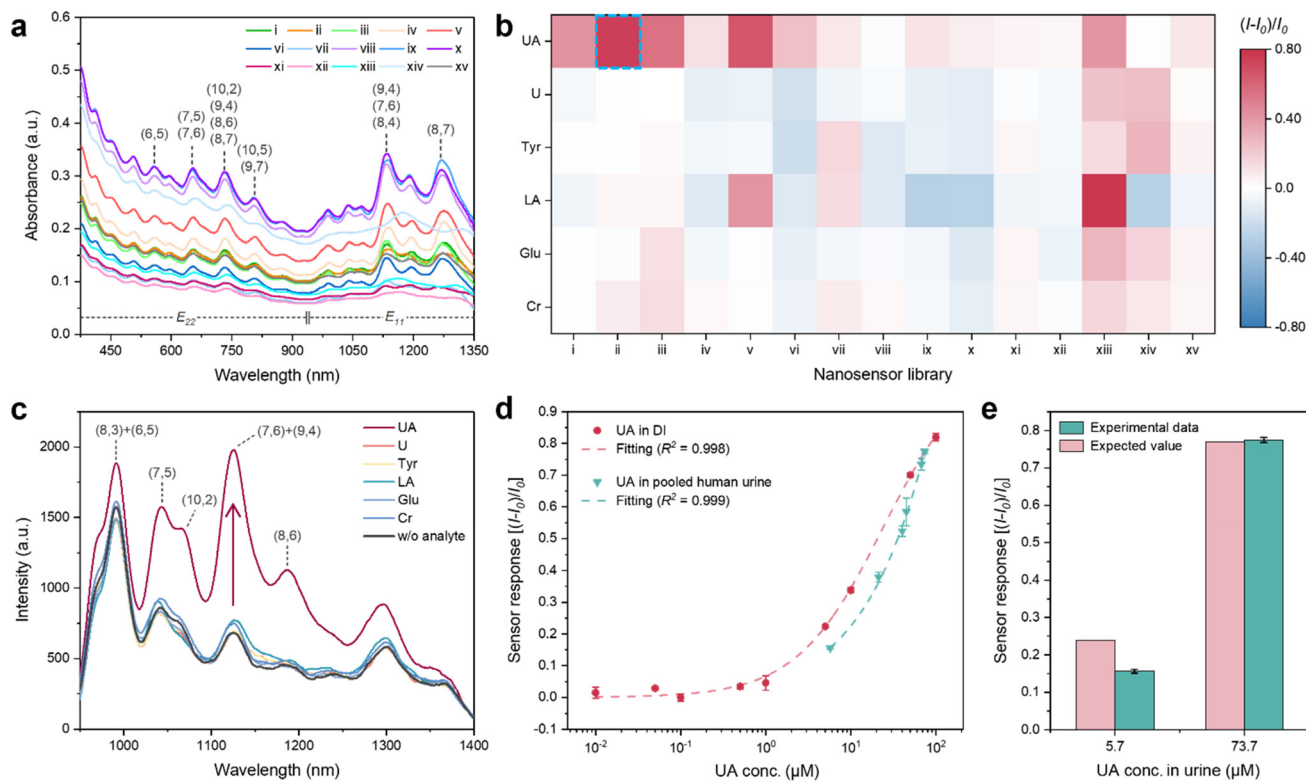 a
i ii iii iv v
vi vii viii ix x
xi xii xiii xiv xv
0.6
0.5
0.4
0.3
0.2
0.1
0.0
Absorbance (a.u.)
(6,5)
(7,5)
(7,6)
(10,2)
(9,4)
(8,6)
(8,7)
(10,5)
(9,7)
(9,4)
(7,6)
(8,4)
(8,7)
E22
E11
450 600 750 900 1050 1200 1350
Wavelength (nm)
b
UA
U
Tyr
LA
Glu
Cr
i ii iii iv v vi vii viii ix x xi xii xiii xiv xv
Nanosensor library
(I-I0)/I0
0.80
0.40
0.0
-0.40
-0.80
c
2000
1500
1000
500
0
Intensity (a.u.)
(8,3)+(6,5)
(7,5)
(10,2)
(7,6)+(9,4)
(8,6)
UA
U
Tyr
LA
Glu
Cr
w/o analyte
1000 1100 1200 1300 1400
Wavelength (nm)
d
0.9
0.8
0.7
0.6
0.5
0.4
0.3
0.2
0.1
0.0
-0.1
Sensor response [(I-I0)/I0]
UA in DI
Fitting (R2 = 0.998)
UA in pooled human urine
Fitting (R2 = 0.999)
10-2 10-1 100 101 102
UA conc. (µM)
e
0.9
0.8
0.7
0.6
0.5
0.4
0.3
0.2
0.1
0.0
Sensor response [(I-I0)/I0]
Experimental data
Expected value
5.7 73.7
UA conc. in urine (µM)